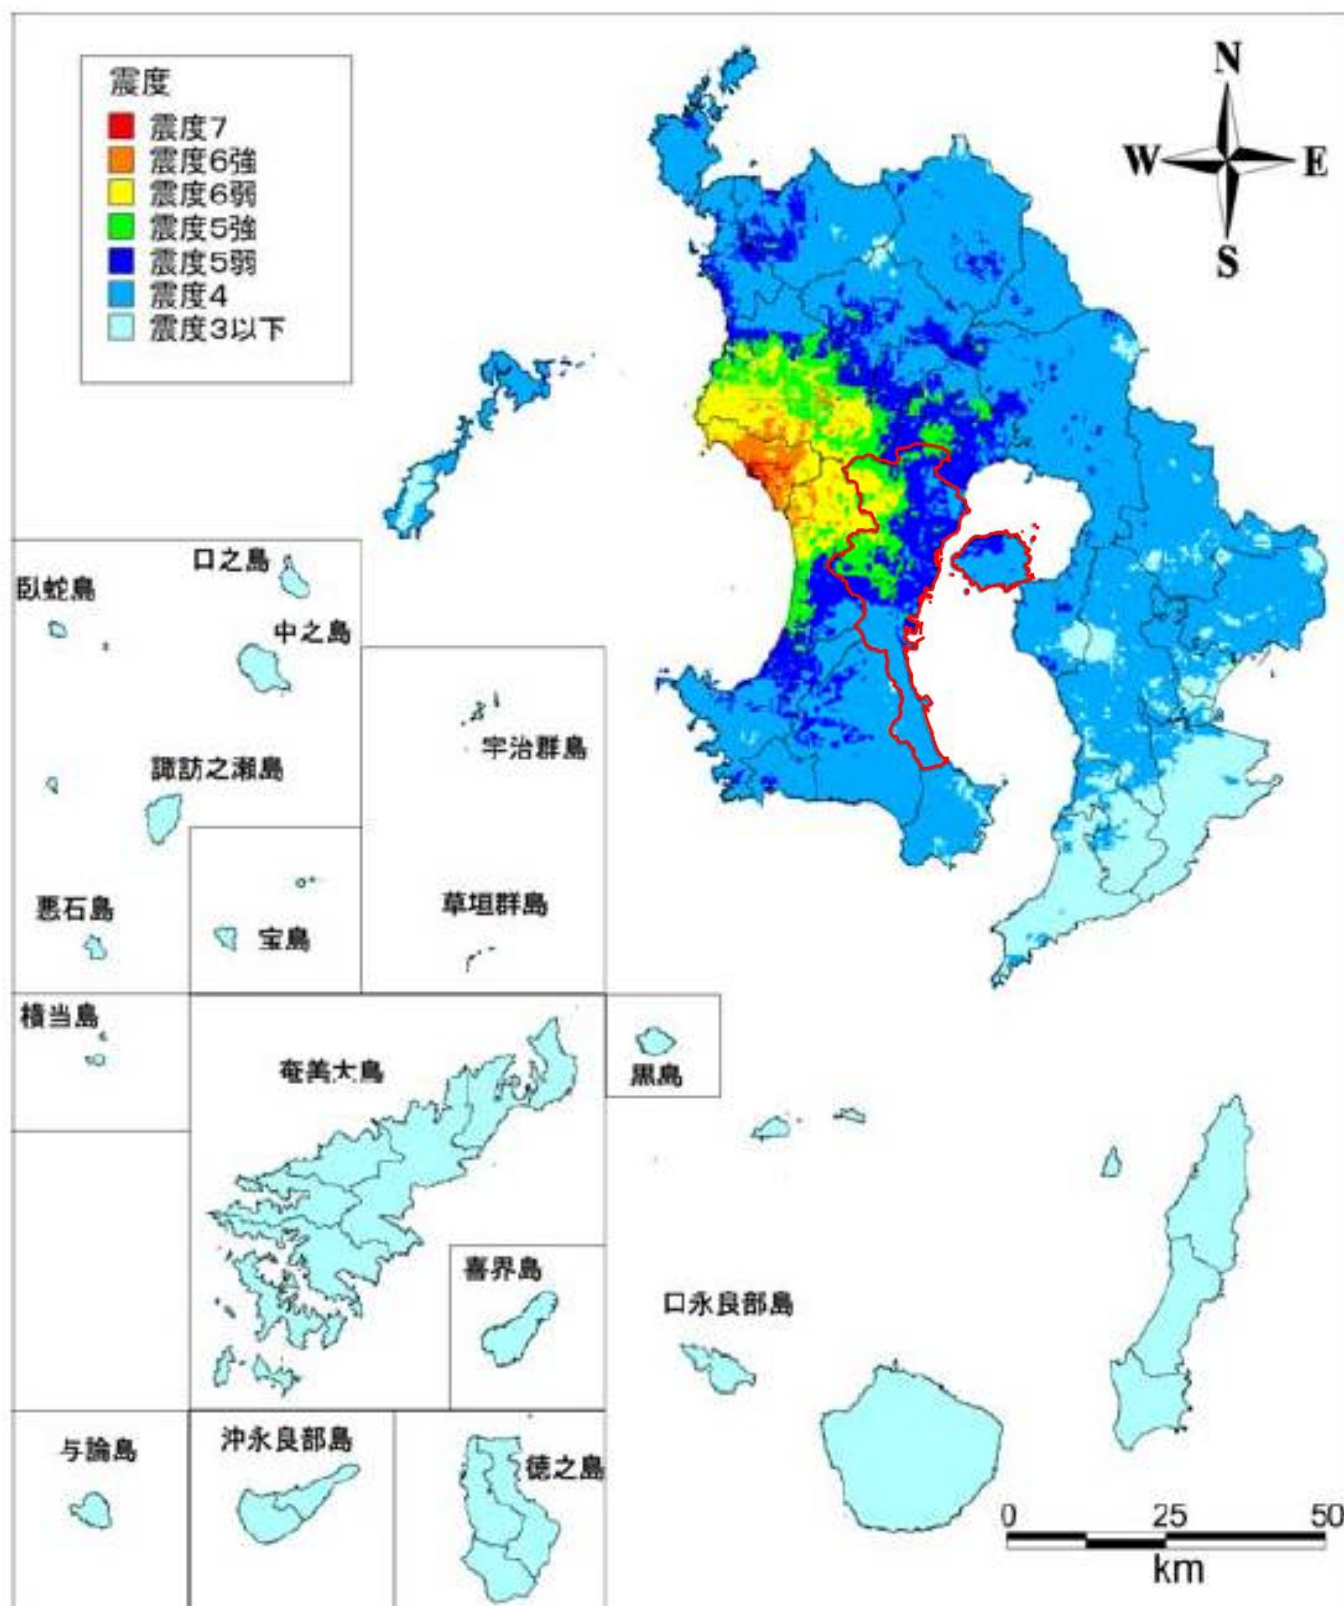 震度
震度7
震度6強
震度6弱
震度5強
震度5弱
震度4
震度3以下
N
W
E
S
口之島
臥蛇島
中之島
諏訪之瀬島
悪石島
宝島
宇治群島
草垣群島
横当島
奄美大島
黒島
喜界島
口永良部島
与論島
沖永良部島
徳之島
0 25 50
km